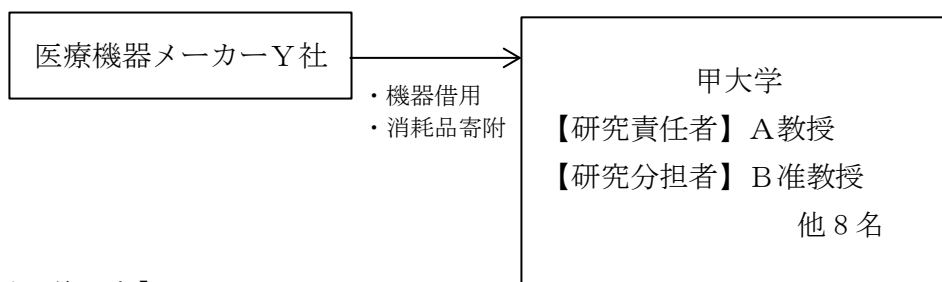 医療機器メーカーY社
・機器借用
・消耗品寄附
甲大学
【研究責任者】A教授
【研究分担者】B准教授
他8名